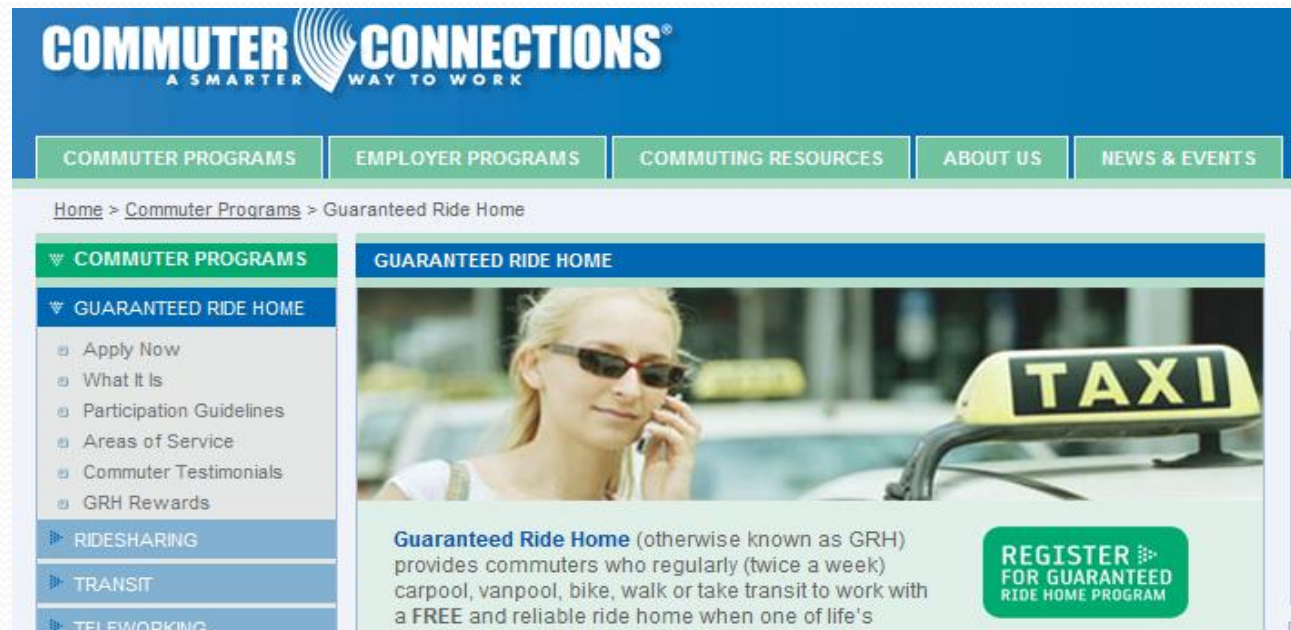 COMMUTER CONNECTIONS®
A SMARTER WAY TO WORK
COMMUTER PROGRAMS
EMPLOYER PROGRAMS
COMMUTING RESOURCES
ABOUT US
NEWS & EVENTS
Home > Commuter Programs > Guaranteed Ride Home
COMMUTER PROGRAMS
GUARANTEED RIDE HOME
Apply Now
What It Is
Participation Guidelines
Areas of Service
Commuter Testimonials
GRH Rewards
RIDESHARING
TRANSIT
TELEWORKING
GUARANTEED RIDE HOME
TAXI
Guaranteed Ride Home (otherwise known as GRH)
provides commuters who regularly (twice a week)
carpool, vanpool, bike, walk or take transit to work with
a FREE and reliable ride home when one of life's
REGISTER
FOR GUARANTEED
RIDE HOME PROGRAM